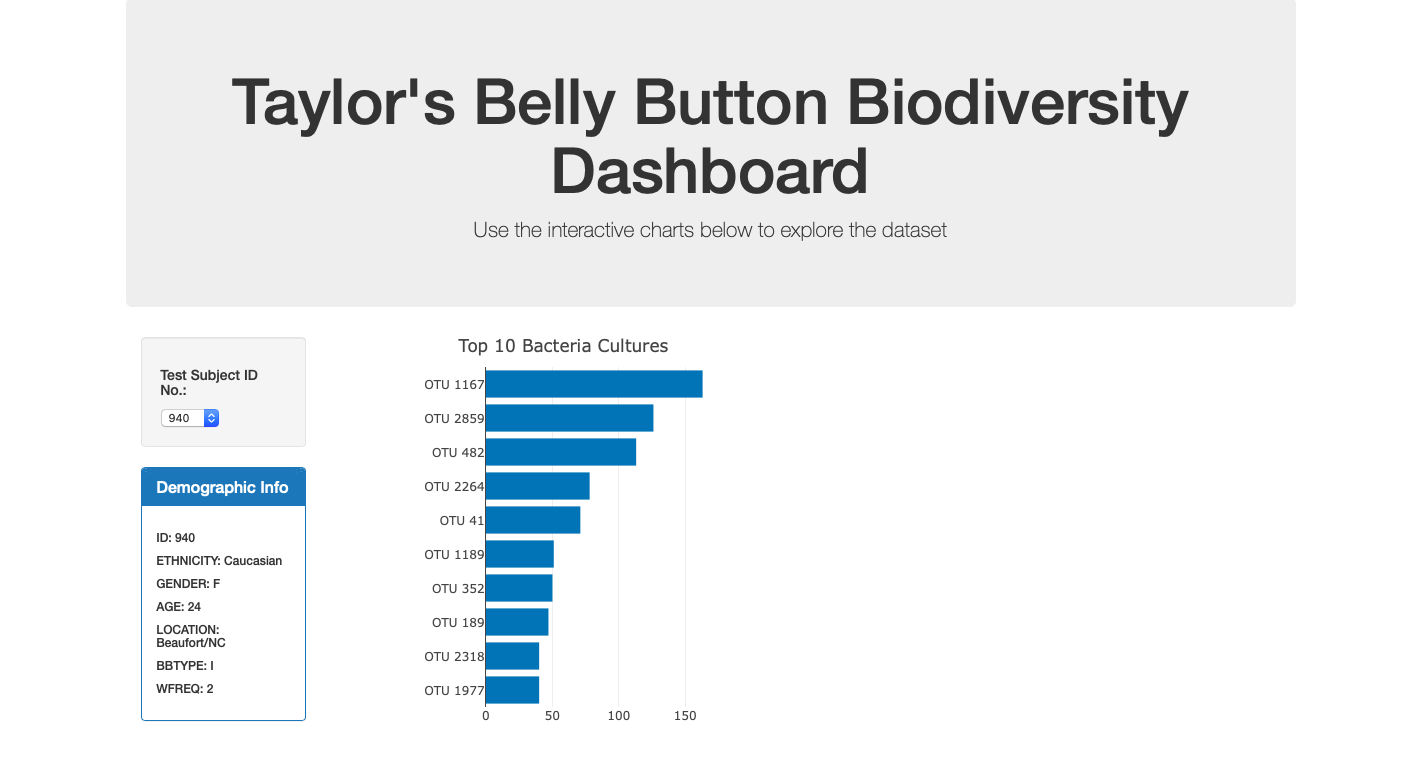 Taylor's Belly Button Biodiversity
Dashboard
Use the interactive charts below to explore the dataset
Test Subject ID
No.:
940
Demographic Info
ID: 940
ETHNICITY: Caucasian
GENDER: F
AGE: 24
LOCATION:
Beaufort/NC
BBTYPE: I
WFREQ: 2
Top 10 Bacteria Cultures
OTU 1167
OTU 2859
OTU 482
OTU 2264
OTU 41
OTU 1189
OTU 352
OTU 189
OTU 2318
OTU 1977
0 50 100 150